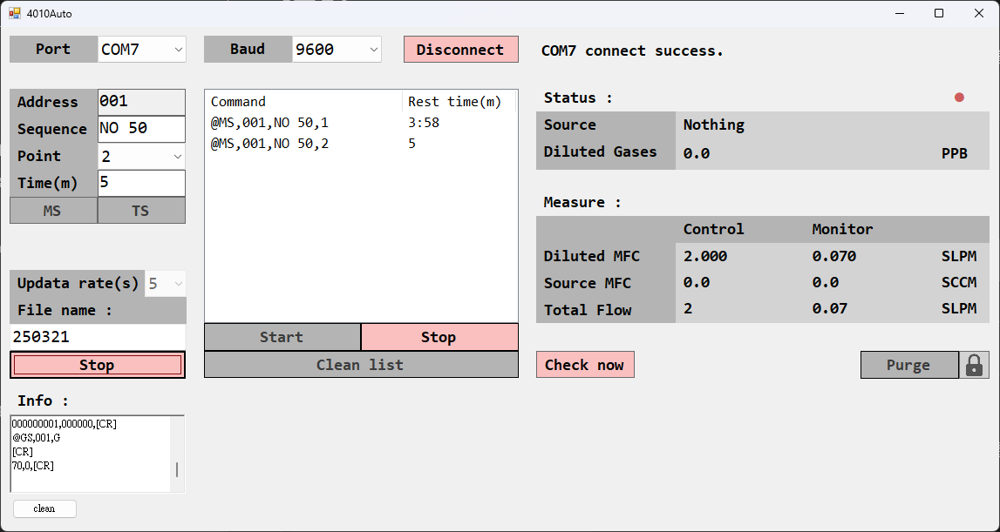 4010Auto
Port COM7 Baud 9600 Disconnect COM7 connect success.
Address 001
Sequence NO 50
Point 2
Time(m) 5
MS TS
Updata rate(s) 5
File name :
250321
Stop
Info :
000000001,000000,[CR]
@GS,001,G
[CR]
70,0,[CR]
clean
Command Rest time(m)
@MS,001,NO 50,1 3:58
@MS,001,NO 50,2 5
Start Stop
Clean list
Status :
Source Nothing
Diluted Gases 0.0 PPB
Measure :
Control Monitor
Diluted MFC 2.000 0.070 SLPM
Source MFC 0.0 0.0 SCCM
Total Flow 2 0.07 SLPM
Check now Purge